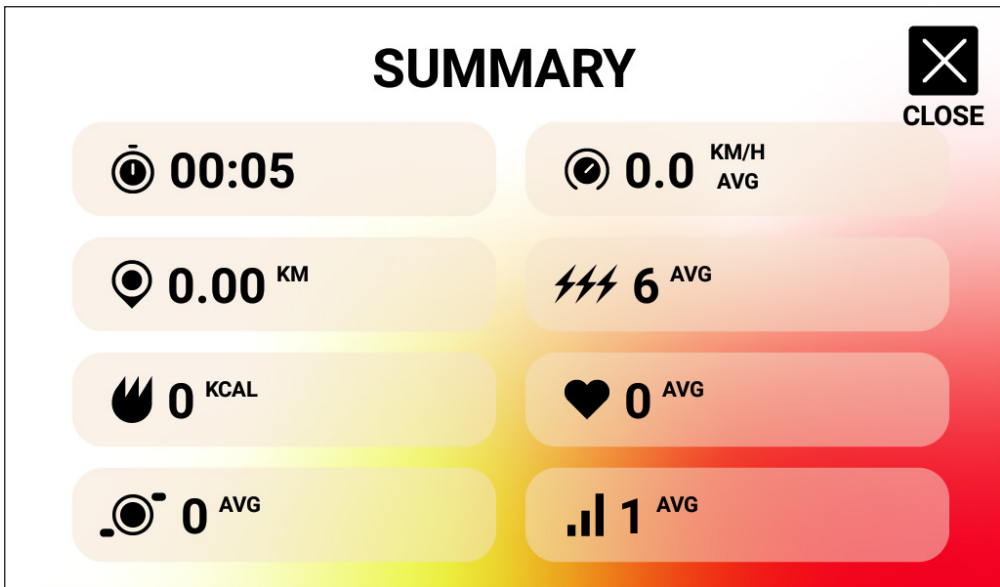 SUMMARY
CLOSE
00:05
0.0 KM/H
AVG
0.00 KM
6 AVG
0 KCAL
0 AVG
0 AVG
1 AVG